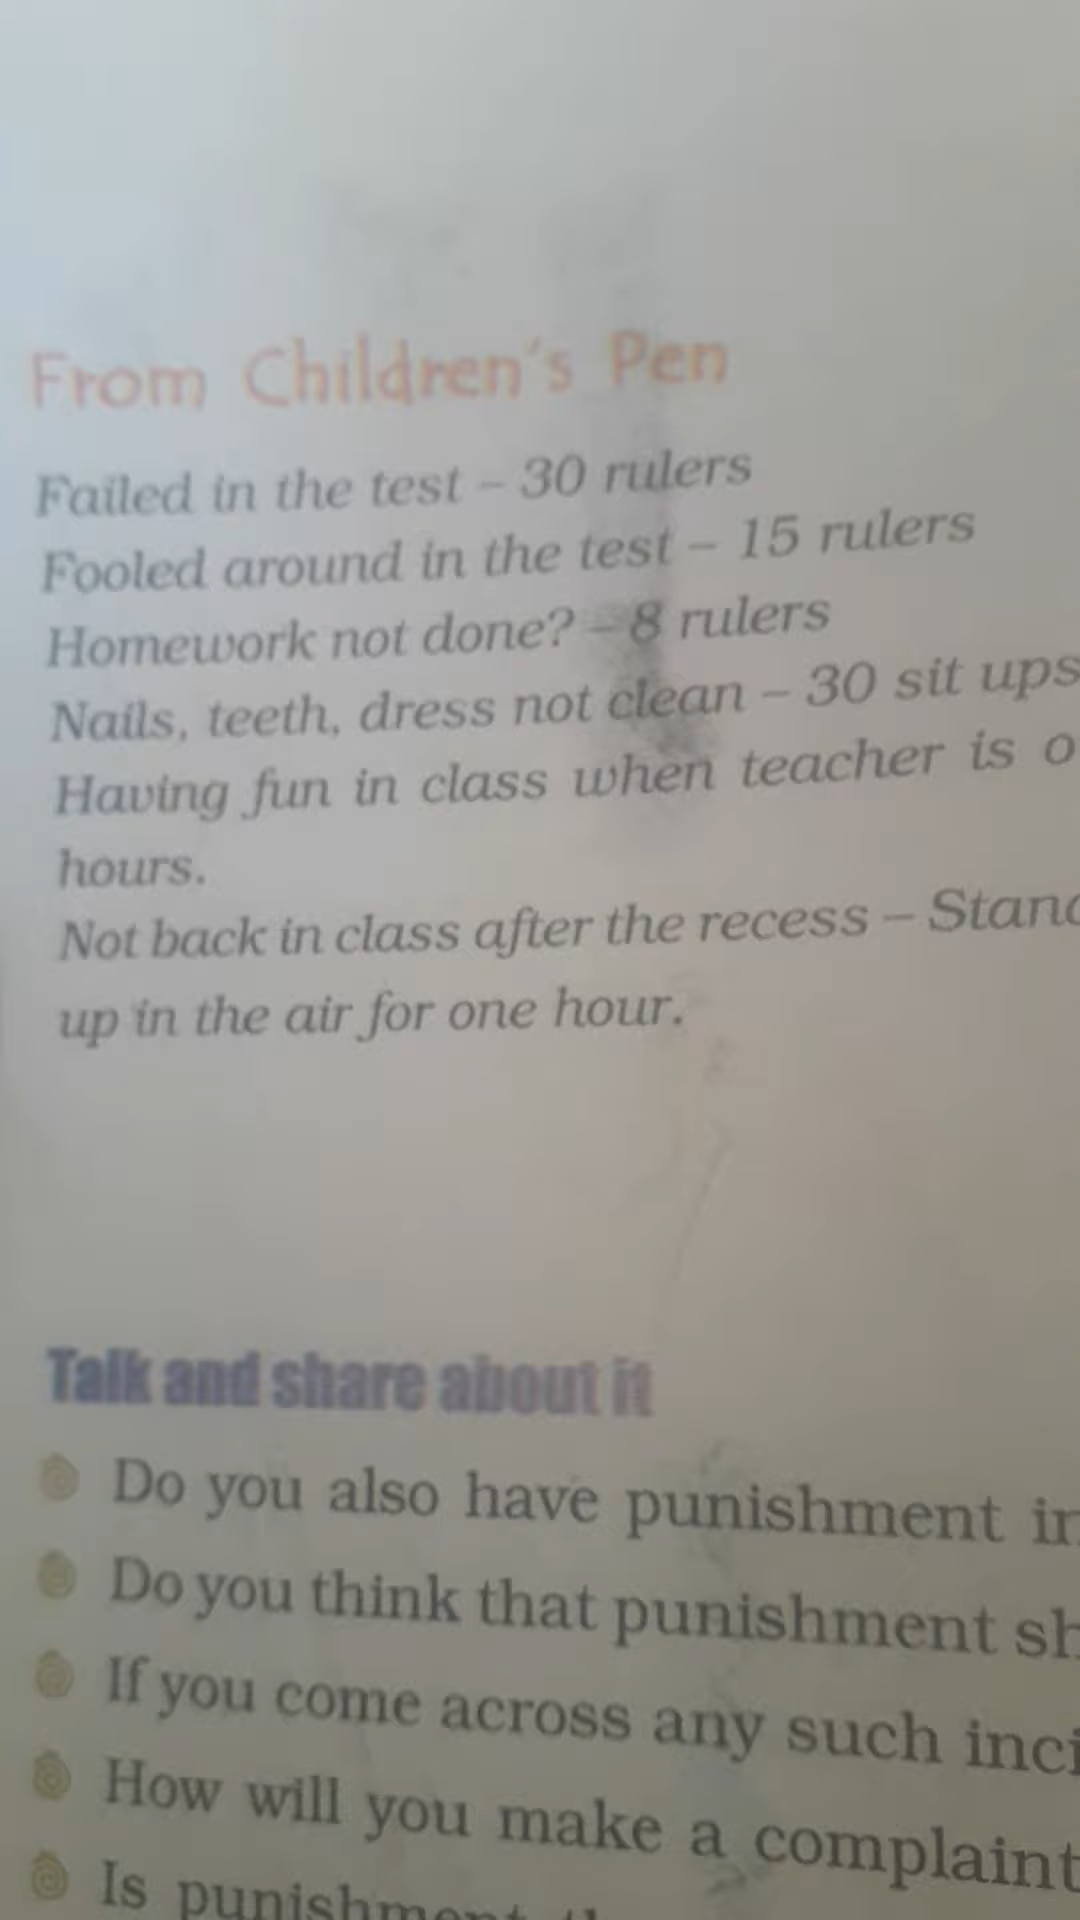 From Children's Pen
Failed in the test – 30 rulers
Fooled around in the test – 15 rulers
Homework not done? – 8 rulers
Nails, teeth, dress not clean – 30 sit ups
Having fun in class when teacher is
hours.
Not back in class after the recess –
up in the air for one hour.
Talk and share about it
Do you also have punishment
Do you think that punishment
If you come across any such
How will you make a complaint
Is punishment